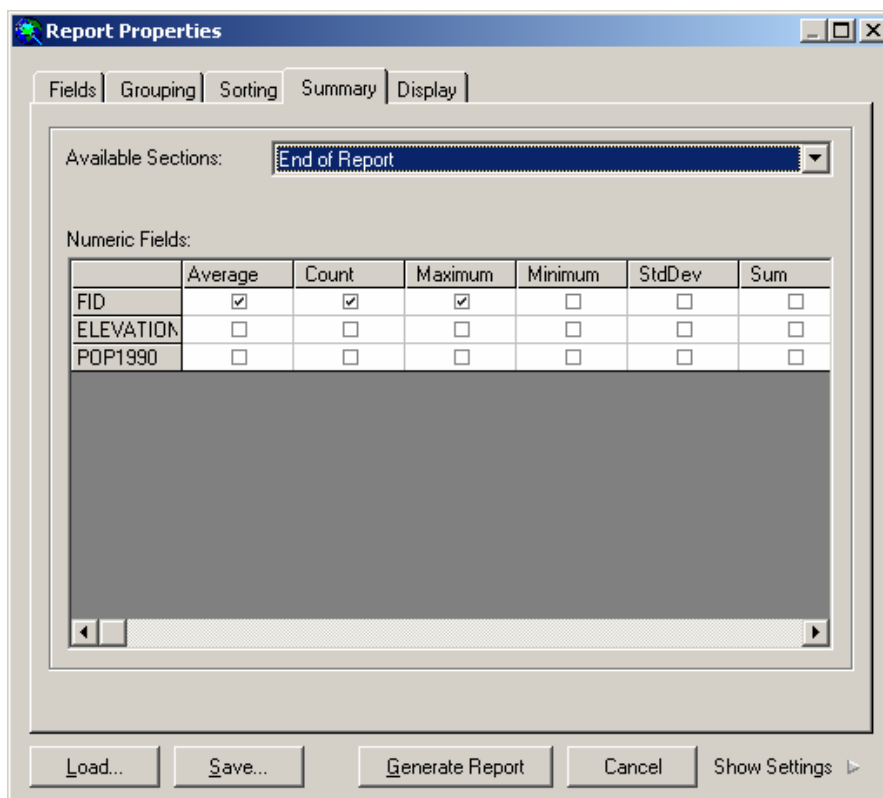 Report Properties
Fields Grouping Sorting Summary Display
Available Sections: End of Report
Numeric Fields:
Average Count Maximum Minimum StdDev Sum
FID
ELEVATION
POP1990
Load... Save... Generate Report Cancel Show Settings